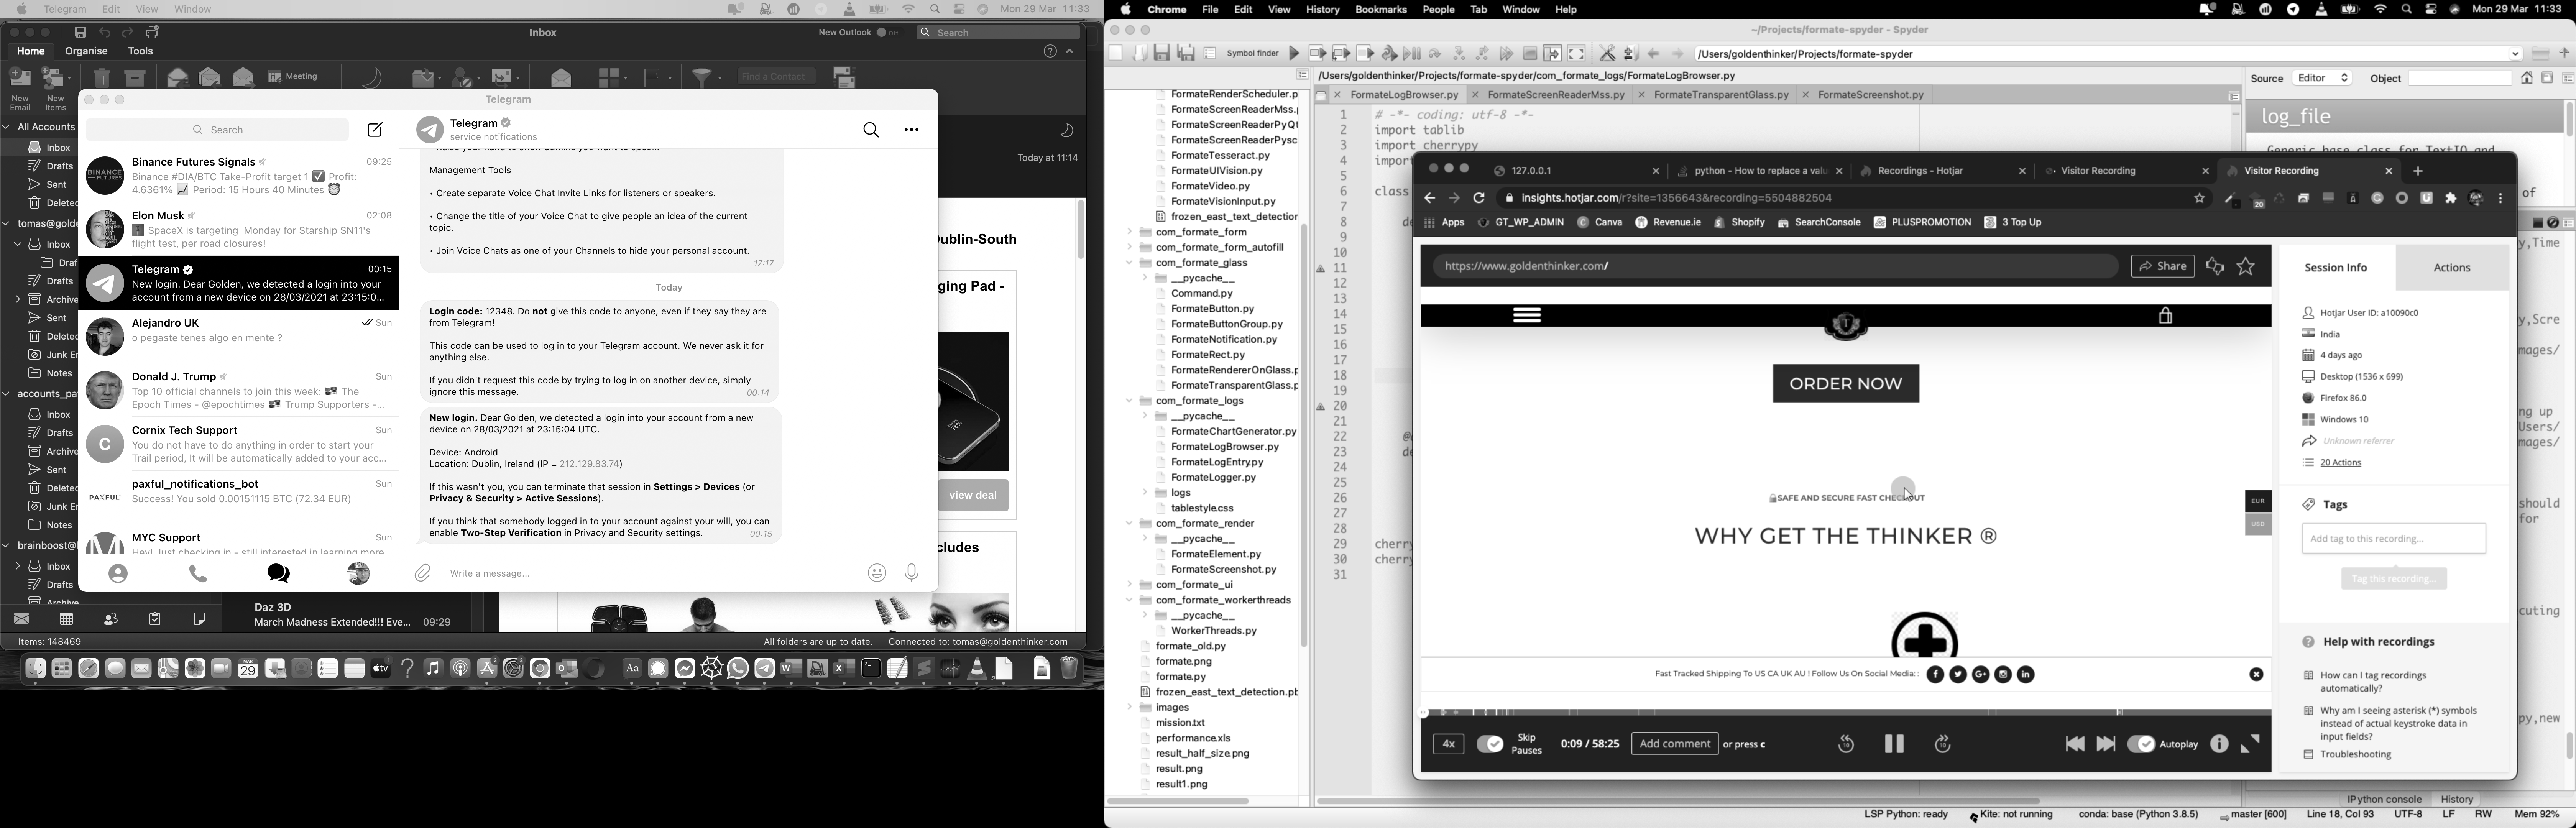 Telegram Edit View Window
Mon 29 Mar 11:33
Inbox
New Outlook
Search
Home Organise Tools
Meeting
Find a Contact
New Email
New Items
All Accounts
Inbox
Drafts
Sent
Deleted
Inbox
Drafts
Archive
Sent
Deleted
Notes
Inbox
Drafts
Archive
Sent
Notes
Inbox
Drafts
Telegram
Search
Binance Futures Signals 09:25
Binance #DIA/BTC Take-Profit target 1 ✅ Profit:
4.6361% 📈 Period: 15 Hours 40 Minutes ⏰
Elon Musk 02:08
SpaceX is targeting Monday for Starship SN11's
flight test, per road closures!
Telegram 00:15
New login. Dear Golden, we detected a login into your
account from a new device on 28/03/2021 at 23:15:0...
Alejandro UK Sun
o pegaste tenes algo en mente ?
Donald J. Trump Sun
Top 10 official channels to join this week: The
Epoch Times - @epochtimes Trump Supporters -...
Cornix Tech Support Sun
You do not have to do anything in order to start your
Trail period, It will be automatically added to your acc...
paxful_notifications_bot Sun
Success! You sold 0.00151115 BTC (72.34 EUR)
MYC Support Sun
Hey! Just checking in - still interested in learning more
Telegram
service notifications
Management Tools
• Create separate Voice Chat Invite Links for listeners or speakers.
• Change the title of your Voice Chat to give people an idea of the current
topic.
• Join Voice Chats as one of your Channels to hide your personal account.
17:17
Today
Login code: 12348. Do not give this code to anyone, even if they say they are
from Telegram!
This code can be used to log in to your Telegram account. We never ask it for
anything else.
If you didn't request this code by trying to log in on another device, simply
ignore this message.
00:14
New login. Dear Golden, we detected a login into your account from a new
device on 28/03/2021 at 23:15:04 UTC.
Device: Android
Location: Dublin, Ireland (IP = 212.129.83.74)
If this wasn't you, you can terminate that session in Settings > Devices (or
Privacy & Security > Active Sessions).
If you think that somebody logged in to your account against your will, you can
enable Two-Step Verification in Privacy and Security settings. 00:15
Write a message...
Today at 11:14
view deal
Daz 3D
March Madness Extended!!! Eve... 09:29
Items: 148469
All folders are up to date.
Connected to: tomas@goldenthinker.com
Chrome File Edit View History Bookmarks People Tab Window Help
Mon 29 Mar 11:33
~/Projects/formate-spyder - Spyder
Symbol finder
/Users/goldenthinker/Projects/formate-spyder
/Users/goldenthinker/Projects/formate-spyder/com_formate_logs/FormateLogBrowser.py
Source Editor Object
FormateLogBrowser.py FormateScreenReaderMss.py FormateTransparentGlass.py FormateScreenshot.py
log_file
FormateRenderScheduler.p
FormateScreenReaderMss.p
FormateScreenReaderPyQt
FormateScreenReaderPysc
FormateTesseract.py
FormateUIVision.py
FormateVideo.py
FormateVisionInput.py
frozen_east_text_detection
com_formate_form
com_formate_form_autofill
com_formate_glass
__pycache__
Command.py
FormateButton.py
FormateButtonGroup.py
FormateNotification.py
FormateRect.py
FormateRendererOnGlass.p
FormateTransparentGlass.p
com_formate_logs
__pycache__
FormateChartGenerator.py
FormateLogBrowser.py
FormateLogEntry.py
FormateLogger.py
logs
tablestyle.css
com_formate_render
FormateElement.py
FormateScreenshot.py
com_formate_ui
com_formate_workerthreads
__pycache__
WorkerThreads.py
formate_old.py
formate.png
formate.py
frozen_east_text_detection.pb
images
mission.txt
performance.xls
result_half_size.png
result.png
result1.png
1 # -*- coding: utf-8 -*-
2 import tablib
3 import cherrypy
4 import
5
6 class
7
8
9
10
11
12
13
14
15
16
17
18
19
20
21
22
23
24
25
26
27
28
29 cherry
30 cherry
31
127.0.0.1
python - How to replace a valu
Recordings - Hotjar
Visitor Recording
Visitor Recording
insights.hotjar.com/r?site=1356643&recording=5504882504
Apps GT_WP_ADMIN Canva Revenue.ie Shopify SearchConsole PLUSPROMOTION 3 Top Up
https://www.goldenthinker.com/
Share
ORDER NOW
SAFE AND SECURE FAST CHECKOUT
WHY GET THE THINKER ®
EUR
USD
Fast Tracked Shipping To US CA UK AU ! Follow Us On Social Media: :
4x
Skip Pauses
0:09 / 58:25
Add comment or press c
Autoplay
Session Info
Actions
Hotjar User ID: a10090c0
India
4 days ago
Desktop (1536 x 699)
Firefox 86.0
Windows 10
Unknown referrer
20 Actions
Tags
Add tag to this recording...
Tag this recording...
Help with recordings
How can I tag recordings
automatically?
Why am I seeing asterisk (*) symbols
instead of actual keystroke data in
input fields?
Troubleshooting
IPython console History
LSP Python: ready
Kite: not running
conda: base (Python 3.8.5)
master [600]
Line 18, Col 93
UTF-8
LF
RW
Mem 92%